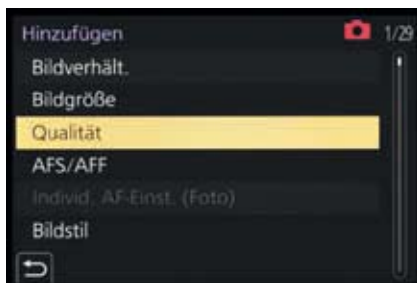 Hinzufügen 1/29
Bildverhält.
Bildgröße
Qualität
AFS/AFF
Individ. AF-Einst. (Foto)
Bildstil